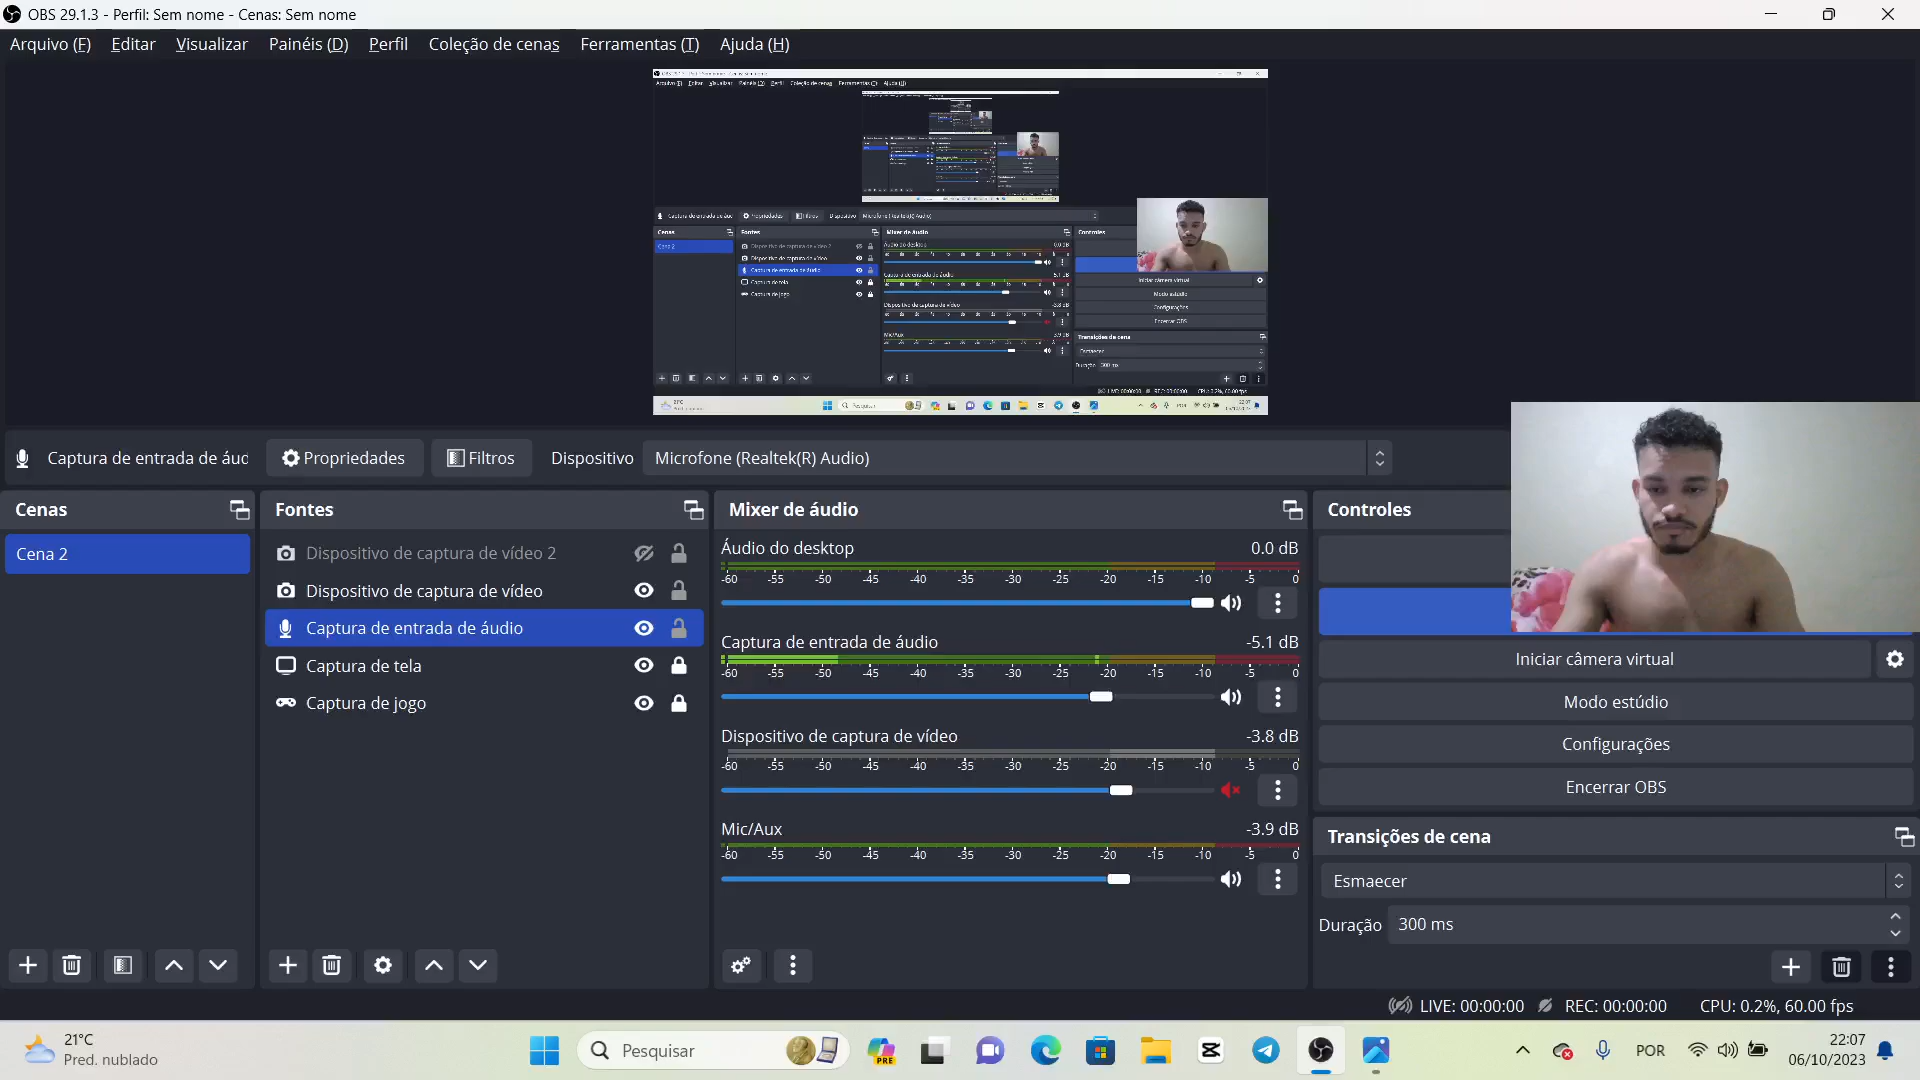 OBS 29.1.3 - Perfil: Sem nome - Cenas: Sem nome
Arquivo (F) Editar Visualizar Painéis (D) Perfil Coleção de cenas Ferramentas (T) Ajuda (H)
Captura de entrada de áud Propriedades Filtros Dispositivo Microfone (Realtek(R) Audio)
Cenas
Cena 2
Fontes
Dispositivo de captura de vídeo 2
Dispositivo de captura de vídeo
Captura de entrada de áudio
Captura de tela
Captura de jogo
Mixer de áudio
Áudio do desktop 0.0 dB
-60 -55 -50 -45 -40 -35 -30 -25 -20 -15 -10 -5 0
Captura de entrada de áudio -5.1 dB
-60 -55 -50 -45 -40 -35 -30 -25 -20 -15 -10 -5 0
Dispositivo de captura de vídeo -3.8 dB
-60 -55 -50 -45 -40 -35 -30 -25 -20 -15 -10 -5 0
Mic/Aux -3.9 dB
-60 -55 -50 -45 -40 -35 -30 -25 -20 -15 -10 -5 0
Controles
Iniciar câmera virtual
Modo estúdio
Configurações
Encerrar OBS
Transições de cena
Esmaecer
Duração 300 ms
LIVE: 00:00:00 REC: 00:00:00 CPU: 0.2%, 60.00 fps
21°C
Pred. nublado
Pesquisar
PRE
POR
22:07
06/10/2023